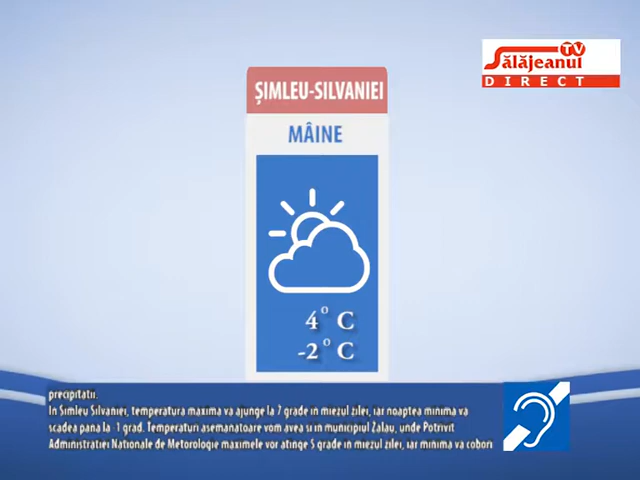 TV
Sălăjeanul
DIRECT
ȘIMLEU-SILVANIEI
MÂINE
4° C
-2° C
precipitatii.
In Simleu Silvaniei, temperatura maxima va ajunge la 7 grade in miezul zilei, iar noaptea minima va
scadea pana la -1 grad. Temperaturi asemanatoare vom avea si in municipiul Zalau, unde Potrivit
Administratiei Nationale de Metorologie maximele vor atinge 5 grade in miezul zilei, iar minima va cobori